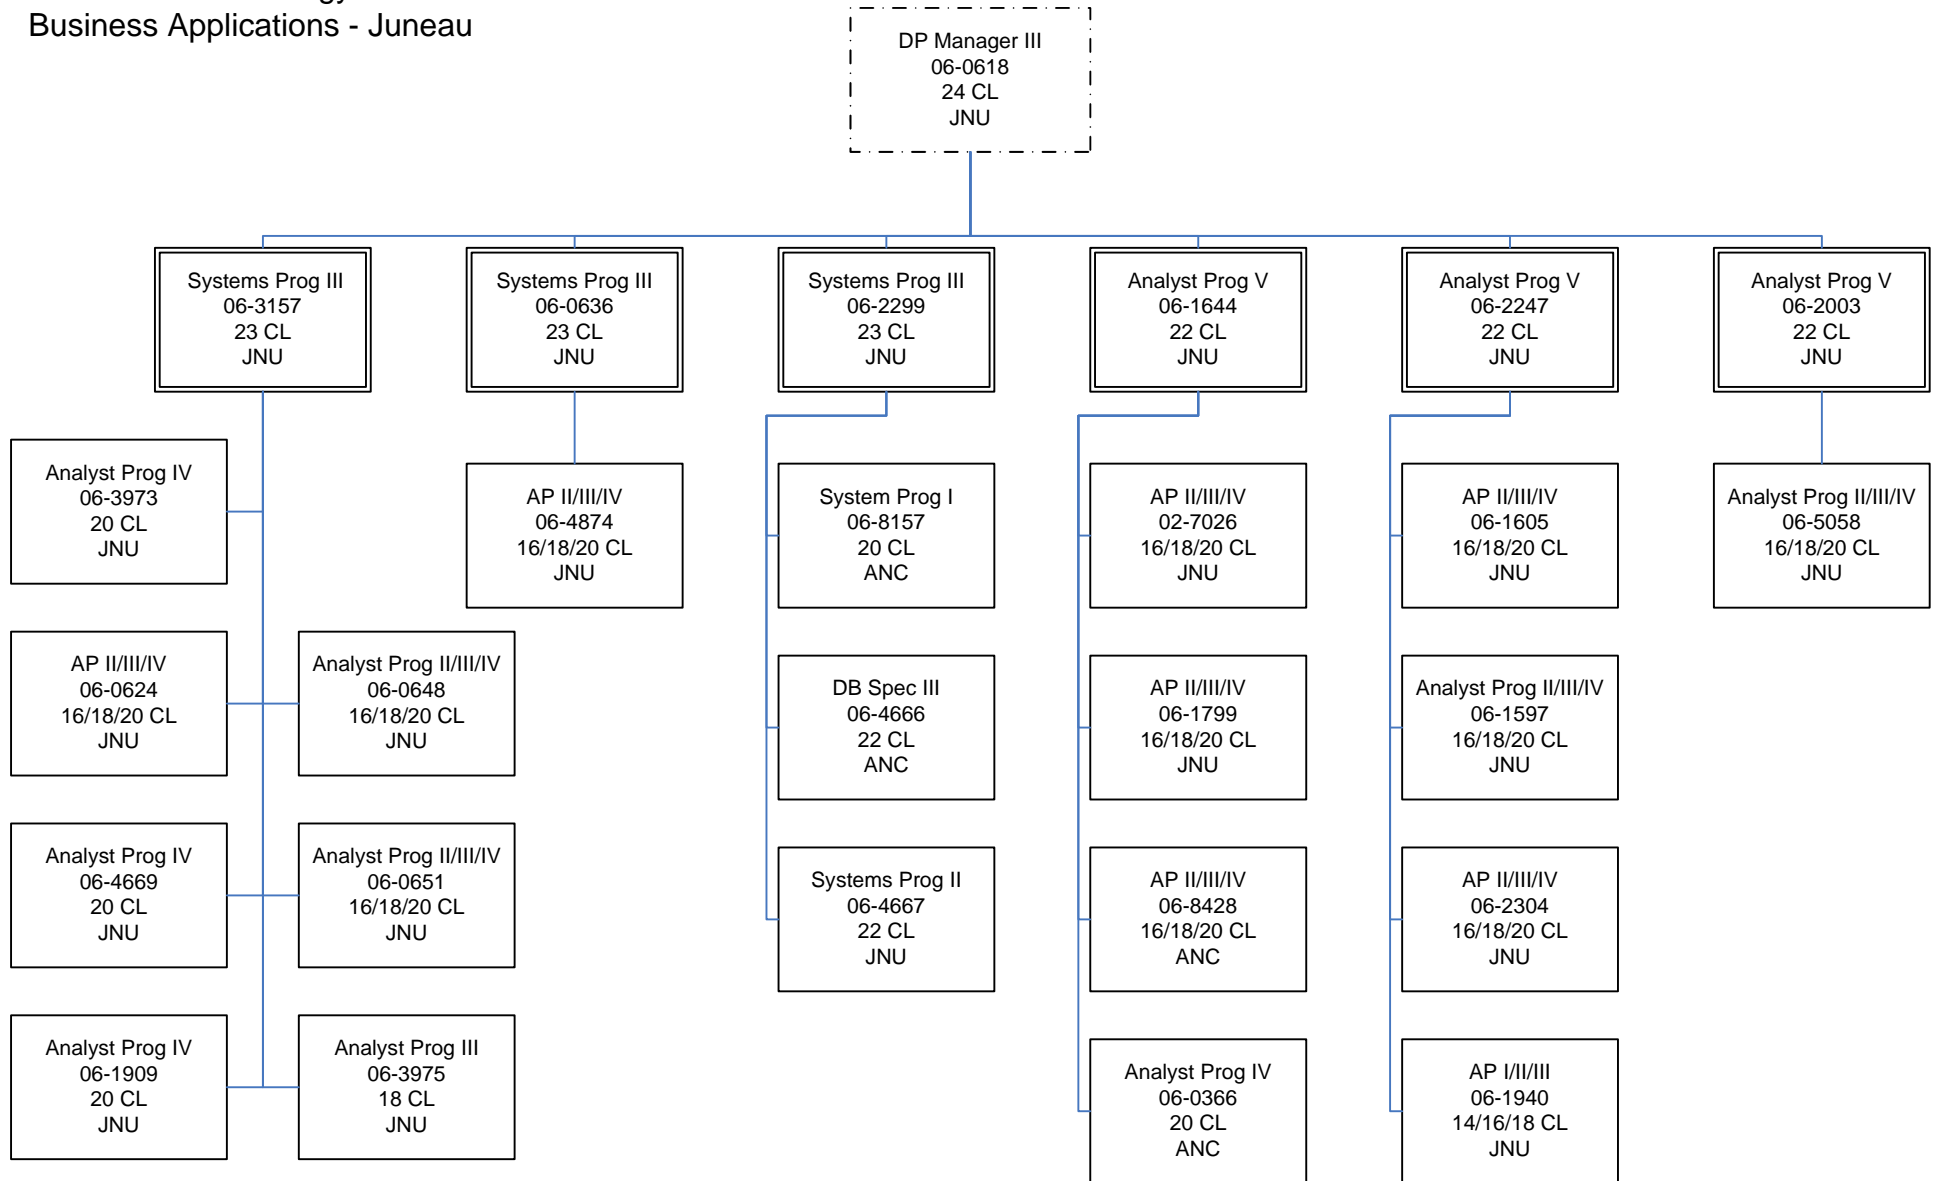 Business Applications - Juneau
DP Manager III
06-0618
24 CL
JNU
Systems Prog III
06-3157
23 CL
JNU
Systems Prog III
06-0636
23 CL
JNU
Systems Prog III
06-2299
23 CL
JNU
Analyst Prog V
06-1644
22 CL
JNU
Analyst Prog V
06-2247
22 CL
JNU
Analyst Prog V
06-2003
22 CL
JNU
Analyst Prog IV
06-3973
20 CL
JNU
AP II/III/IV
06-4874
16/18/20 CL
JNU
System Prog I
06-8157
20 CL
ANC
AP II/III/IV
02-7026
16/18/20 CL
JNU
AP II/III/IV
06-1605
16/18/20 CL
JNU
Analyst Prog II/III/IV
06-5058
16/18/20 CL
JNU
AP II/III/IV
06-0624
16/18/20 CL
JNU
Analyst Prog II/III/IV
06-0648
16/18/20 CL
JNU
DB Spec III
06-4666
22 CL
ANC
AP II/III/IV
06-1799
16/18/20 CL
JNU
Analyst Prog II/III/IV
06-1597
16/18/20 CL
JNU
Analyst Prog IV
06-4669
20 CL
JNU
Analyst Prog II/III/IV
06-0651
16/18/20 CL
JNU
Systems Prog II
06-4667
22 CL
JNU
AP II/III/IV
06-8428
16/18/20 CL
ANC
AP II/III/IV
06-2304
16/18/20 CL
JNU
Analyst Prog IV
06-1909
20 CL
JNU
Analyst Prog III
06-3975
18 CL
JNU
Analyst Prog IV
06-0366
20 CL
ANC
AP I/II/III
06-1940
14/16/18 CL
JNU